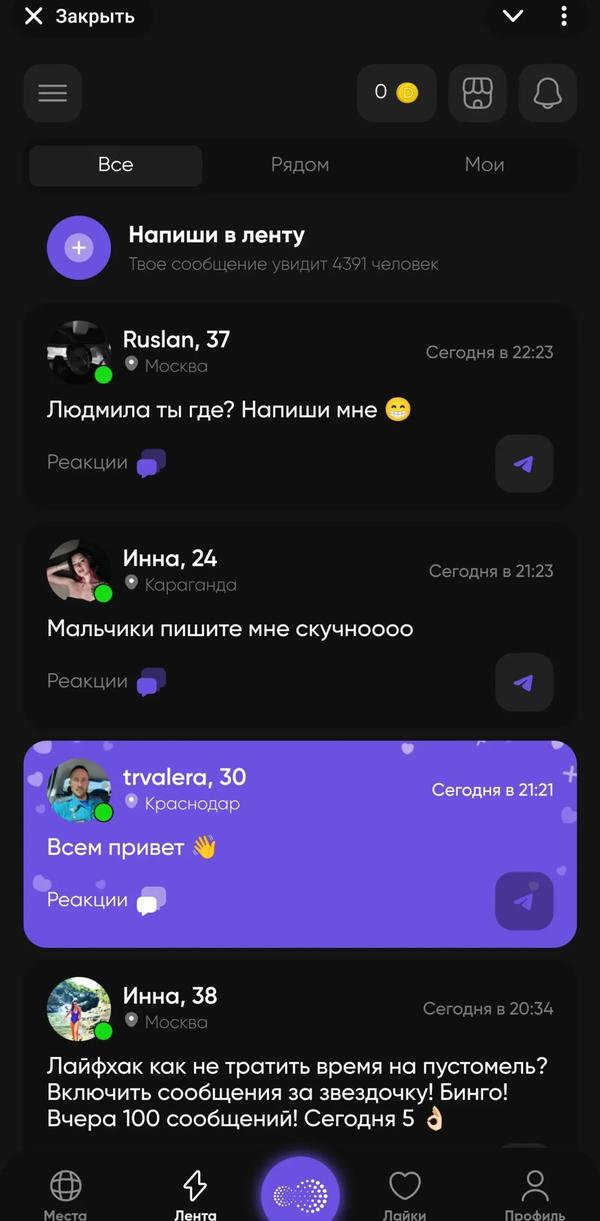 Закрыть
0
Все
Рядом
Мои
Напиши в ленту
Твое сообщение увидит 4391 человек
Ruslan, 37
Москва
Сегодня в 22:23
Людмила ты где? Напиши мне 😁
Реакции
Инна, 24
Караганда
Сегодня в 21:23
Мальчики пишите мне скучноооо
Реакции
trvalera, 30
Краснодар
Сегодня в 21:21
Всем привет 👋
Реакции
Инна, 38
Москва
Сегодня в 20:34
Лайфхак как не тратить время на пустомель?
Включить сообщения за звездочку! Бинго!
Вчера 100 сообщений! Сегодня 5 👌🏻
Места
Лента
Лайки
Профиль